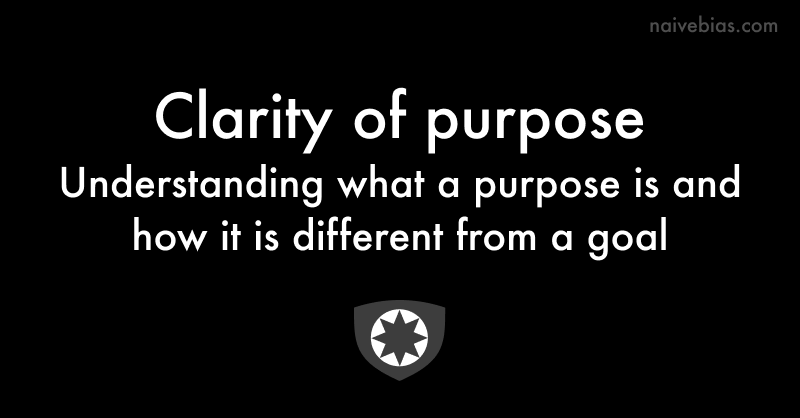 naivebias.com
Clarity of purpose
Understanding what a purpose is and
how it is different from a goal